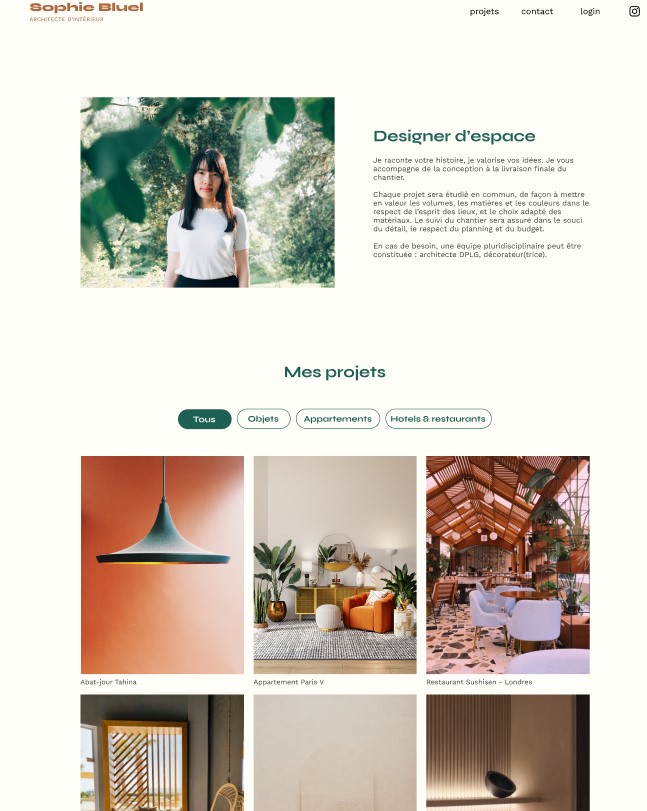 Sophie Bluel
ARCHITECTE D'INTÉRIEUR
projets
contact
login
Designer d'espace
Je raconte votre histoire, je valorise vos idées. Je vous
accompagne de la conception à la livraison finale du
chantier.
Chaque projet sera étudié en commun, de façon à mettre
en valeur les volumes, les matières et les couleurs dans le
respect de l'esprit des lieux, et le choix adapté des
matériaux. Le suivi du chantier sera assuré dans le souci
du détail, le respect du planning et du budget.
En cas de besoin, une équipe pluridisciplinaire peut être
constituée : architecte DPLG, décorateur(trice).
Mes projets
Tous
Objets
Appartements
Hotels & restaurants
Abat-jour Tahina
Appartement Paris V
Restaurant Sushisen - Londres